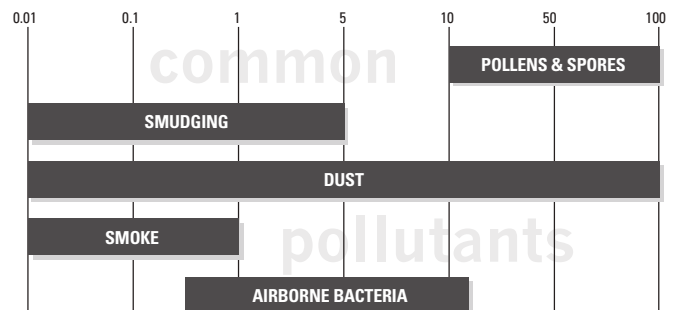 0.01 0.1 1 5 10 50 100
common
POLLENS & SPORES
SMUDGING
DUST
SMOKE
pollutants
AIRBORNE BACTERIA